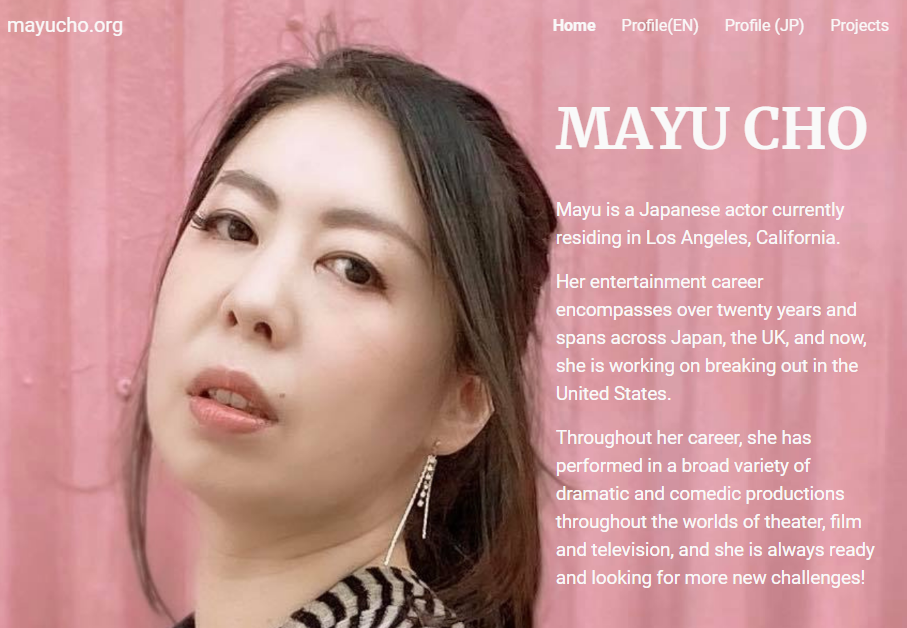 mayucho.org
Home Profile(EN) Profile (JP) Projects
MAYU CHO
Mayu is a Japanese actor currently
residing in Los Angeles, California.
Her entertainment career
encompasses over twenty years and
spans across Japan, the UK, and now,
she is working on breaking out in the
United States.
Throughout her career, she has
performed in a broad variety of
dramatic and comedic productions
throughout the worlds of theater, film
and television, and she is always ready
and looking for more new challenges!